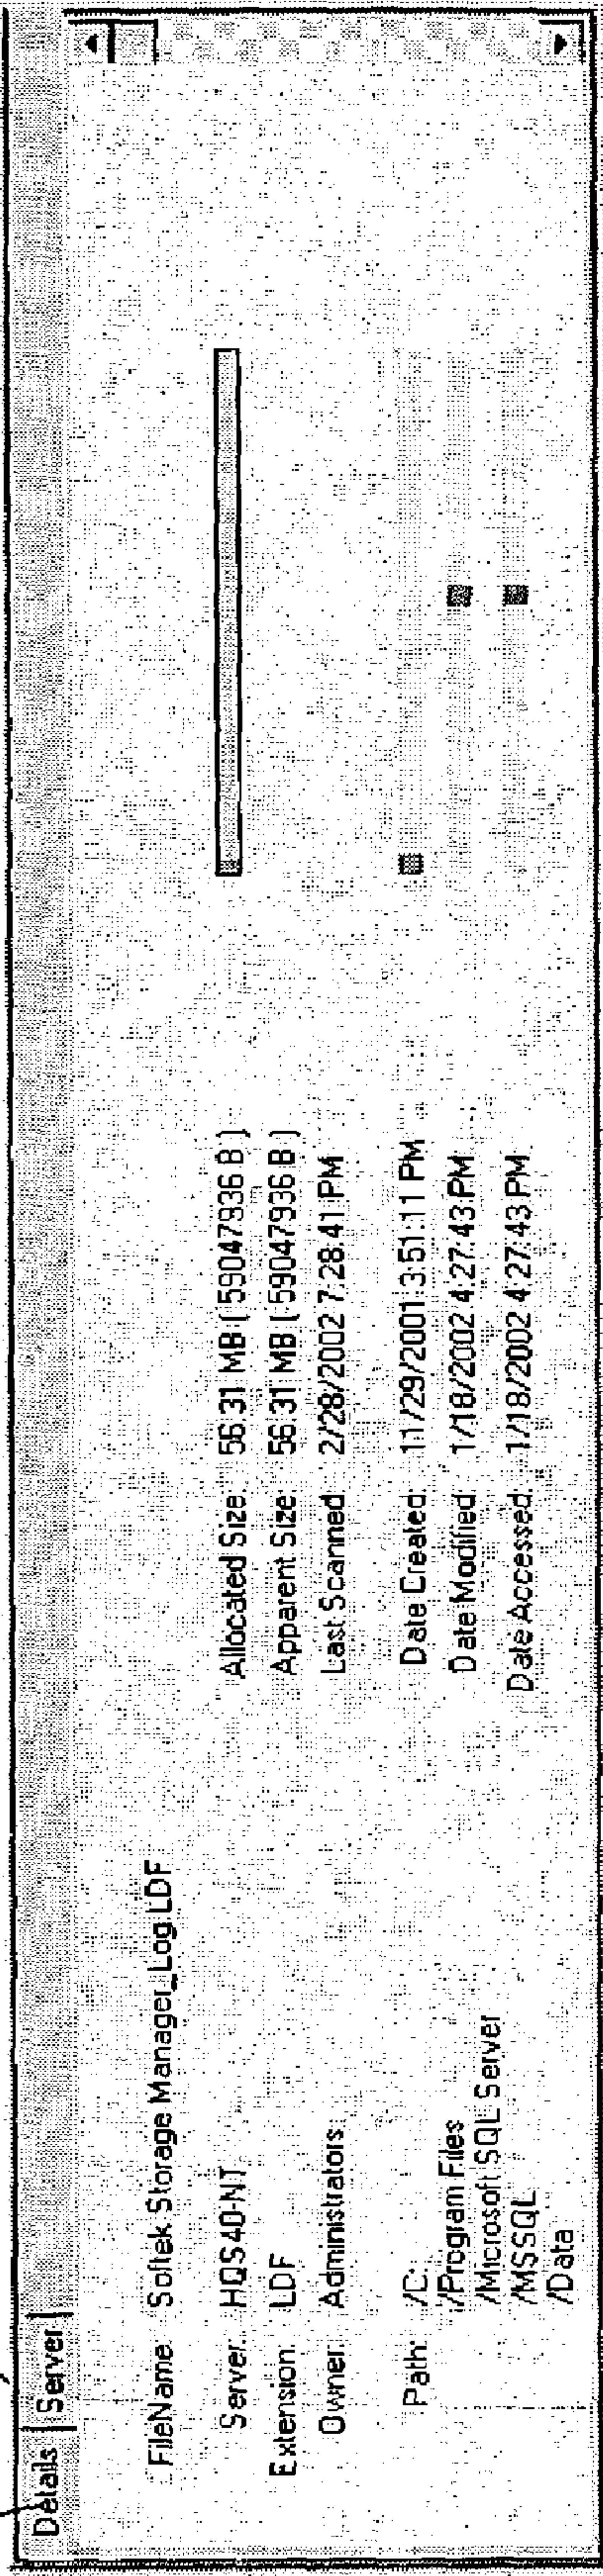 Details Server
FileName: Softek Storage Manager_Log.LDF
Server: HQS40-NT
Extension: LDF
Owner: Administrators
Path: /C:
/Program Files
/Microsoft SQL Server
/MSSQL
/Data
Allocated Size: 56.31 MB ( 59047936 B )
Apparent Size: 56.31 MB ( 59047936 B )
Last Scanned: 2/28/2002 7:28:41 PM
Date Created: 11/29/2001 3:51:11 PM
Date Modified: 1/18/2002 4:27:43 PM
Date Accessed: 1/18/2002 4:27:43 PM